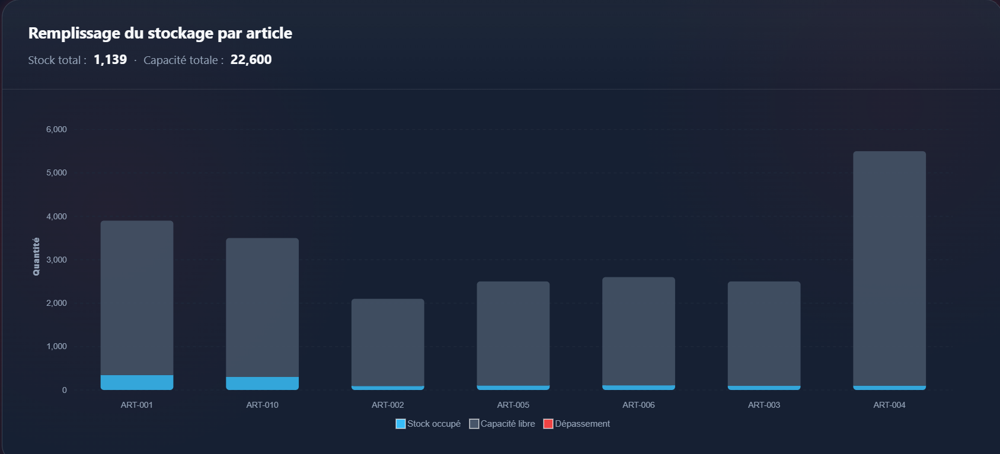 Remplissage du stockage par article
Stock total : 1,139 · Capacité totale : 22,600
6,000
5,000
4,000
3,000
2,000
1,000
0
Quantité
ART-001 ART-010 ART-002 ART-005 ART-006 ART-003 ART-004
Stock occupé Capacité libre Dépassement